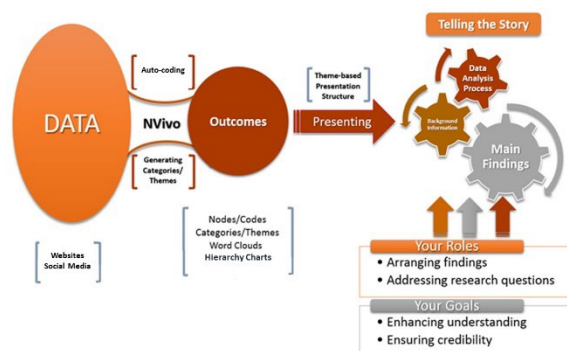 Telling the Story
Auto-coding
DATA
NVivo
Outcomes
Generating
Categories/
Themes
Theme-based
Presentation
Structure
Presenting
Data
Analysis
Process
Background
Information
Main
Findings
Websites
Social Media
Nodes/Codes
Categories/Themes
Word Clouds
Hierarchy Charts
Your Roles
• Arranging findings
• Addressing research questions
Your Goals
• Enhancing understanding
• Ensuring credibility